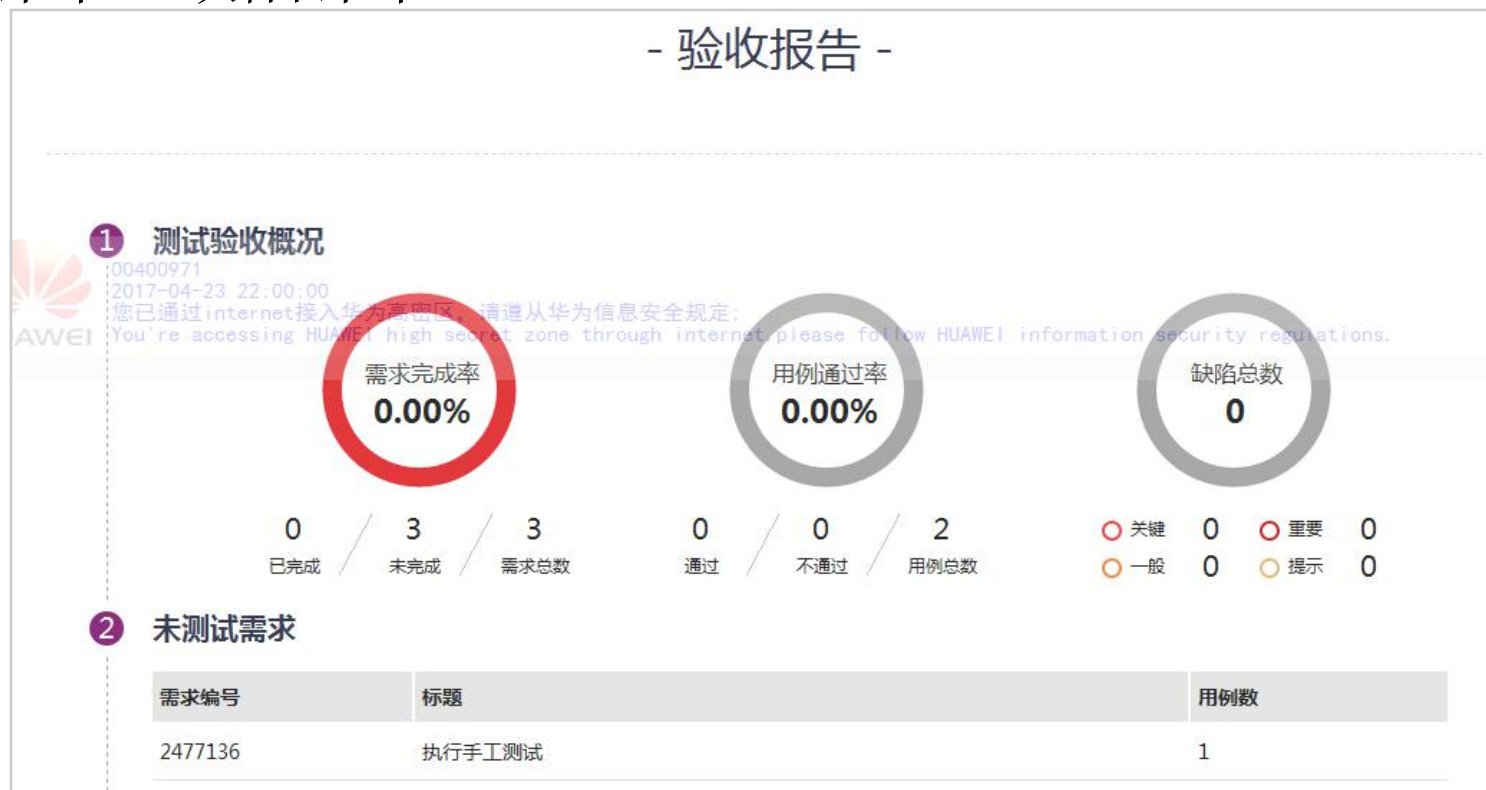 - 验收报告 -
1 测试验收概况
00400971
2017-04-23 22:00:00
您已通过internet接入华为高密区，请遵从华为信息安全规定;
AWEI
You're accessing HUAWEI high secret zone through internet please follow HUAWEI information security regulations.
需求完成率 用例通过率 缺陷总数
0.00% 0.00% 0
0 3 3 0 0 2 关键 0 重要 0
已完成 未完成 需求总数 通过 不通过 用例总数 一般 0 提示 0
2 未测试需求
需求编号 标题 用例数
2477136 执行手工测试 1